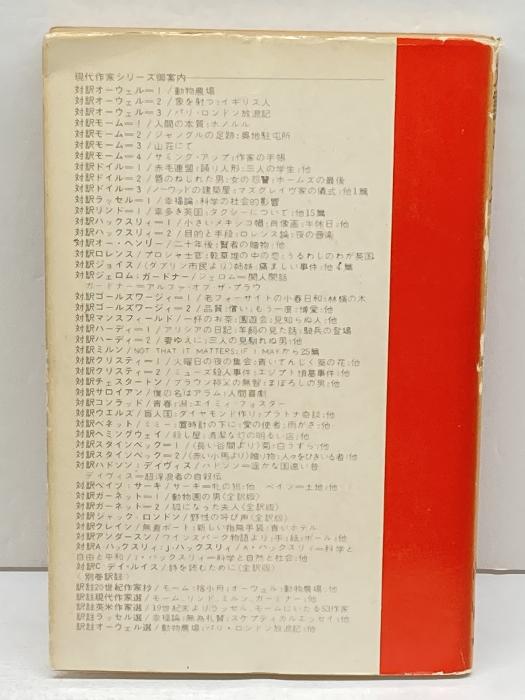 現代作家シリーズ御案内
対訳オーウェル=1/動物農場
対訳オーウェル=2/象を射つ:イギリス人
対訳オーウェル=3/パリ・ロンドン放浪記
対訳モーム=1/人間の本質:ホノルル
対訳モーム=2/ジャングルの足跡:奥地駐屯所
対訳モーム=3/山荘にて
対訳モーム=4/サミング・アップ:作家の手帳
対訳ドイル=1/赤毛連盟:踊り人形:三人の学生:他
対訳ドイル=2/唇のねじれた男:女の怨讐:ホームズの最後
対訳ドイル=3/ノーウッドの建築屋:マズグレイヴ家の儀式:他1篇
対訳ラッセル=1/幸福論:科学の社会的影響
対訳リンド=1/幸多き英国:タクシーについて:他15篇
対訳ハックスリィ=1/小さいメキシコ帽:肖像画:半休日:他
対訳ハックスリィ=2/目的と手段:ロレンス論:夜の音楽
対訳オー・ヘンリー/二十年後:賢者の贈物:他
対訳ロレンス/プロシャ士官:乾草堆の中の恋:うるわしのわが英国
対訳ジョイス/(ダブリン市民より)姉妹:痛ましい事件:他4篇
対訳ジェロム:ガードナー/ジェローム=閑人閑話
ガードナー=アルファ・オブ・ザ・プラウ
対訳ゴールズワージィ=1/老フォーサイトの小春日和:林檎の木
対訳ゴールズワージィ=2/品質:償い:もう一度:博愛:他
対訳マンスフィールド/一杯のお茶:園遊会:見知らぬ人:他
対訳ハーディ=1/アリシアの日記:羊飼の見た話:騎兵の登場
対訳ハーディ=2/妻ゆえに:三人の見馴れぬ男:他
対訳ミルン/NOT THAT IT MATTERS:IF I MAYから25篇
対訳クリスティー=1/火曜日の夜の集会:青いてんじく葵の花:他
対訳クリスティ=2/ミューズ殺人事件:エジプト墳墓事件:他
対訳チェスタートン/ブラウン神父の無智:まぼろしの男:他
対訳サロイアン/僕の名はアラム:人間喜劇
対訳コンラッド/青春:潟:エイミィ・フォスター
対訳ウエルズ/盲人国:ダイヤモンド作り:プラトナ奇談:他
対訳ベネット/ミミー:置時計の下に:愛の使者:雨がさ:他
対訳ヘミングウェイ/殺し屋:清潔な灯の明るい店:他
対訳スタインベック=1/(長い谷間より)菊:白うずら:他
対訳スタインベック=2/(赤い小馬より)贈り物:人々をひきいる者:他
対訳ハドソン:デイヴィス/ハドソン=遥かな国遠い昔
デイヴィス=超浮浪者の自叙伝
対訳ベイン:サーキ/サーキ=札の別:他 ベイン=土地:他
対訳ガーネット=1/動物園の男(全訳版)
対訳ガーネット=2/狐になった夫人(全訳版)
対訳ジャック・ロンドン/野性の呼び声(全訳版)
対訳クレイン/無蓋ボート:新しい指無手袋:青いホテル
対訳アンダースン/ワインズバーグ物語より:手:紙ボール:他
対訳A・ハックスリィ:J・ハックスリィ/A・ハックスリィ=科学と
自由と平和/J・ハックスリィ=科学と自然と社会:他
対訳C デイ・ルイス/詩を読むために(全訳版)
(別巻訳註)
訳註20世紀作家抄/モーム:捨小舟:オーウェル:動物農場:他
訳註現代作家選/モーム,リンド,ミルン,ガーディナー:他
訳註英米作家選/19世紀末よりラッセル,モームにいたる53作家
訳註ラッセル選/幸福論:無為礼賛:スケプティカルエッセイ:他
訳註オーウェル選/動物農場:パリ・ロンドン放浪記:他